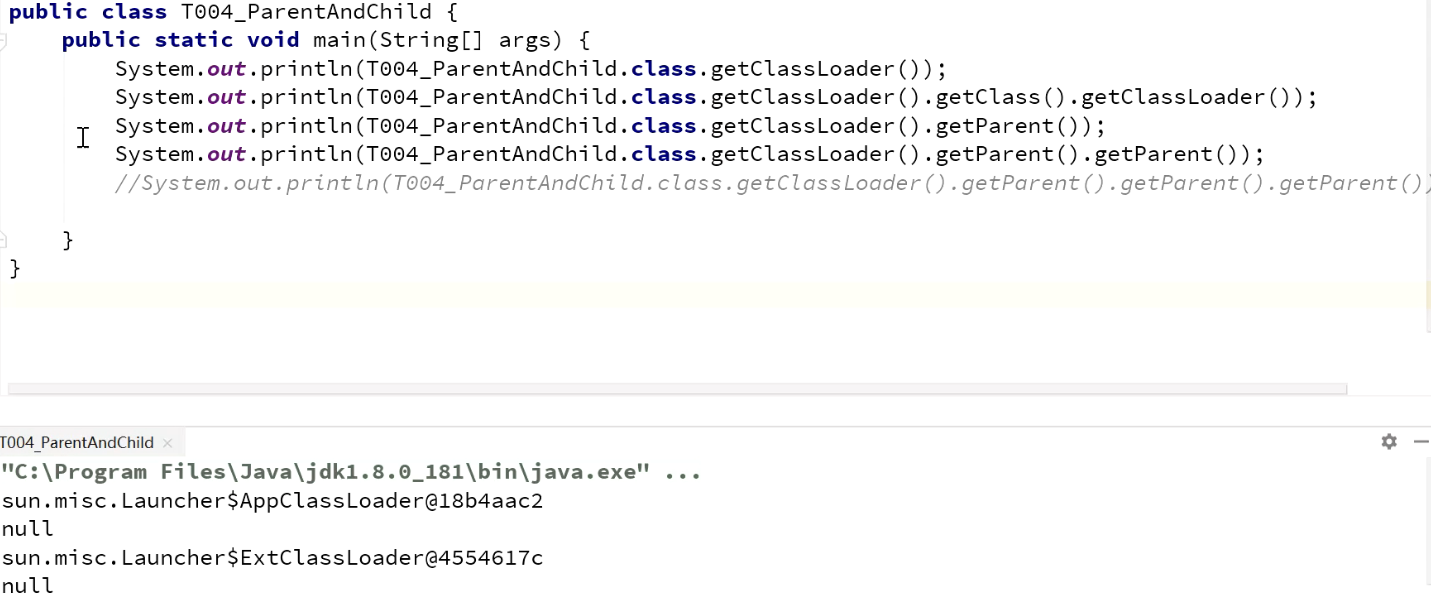 public class T004_ParentAndChild {
    public static void main(String[] args) {
        System.out.println(T004_ParentAndChild.class.getClassLoader());
        System.out.println(T004_ParentAndChild.class.getClassLoader().getClass().getClassLoader());
        System.out.println(T004_ParentAndChild.class.getClassLoader().getParent());
        System.out.println(T004_ParentAndChild.class.getClassLoader().getParent().getParent());
        //System.out.println(T004_ParentAndChild.class.getClassLoader().getParent().getParent().getParent())
    }
}
T004_ParentAndChild ×
"C:\Program Files\Java\jdk1.8.0_181\bin\java.exe" ...
sun.misc.Launcher$AppClassLoader@18b4aac2
null
sun.misc.Launcher$ExtClassLoader@4554617c
null